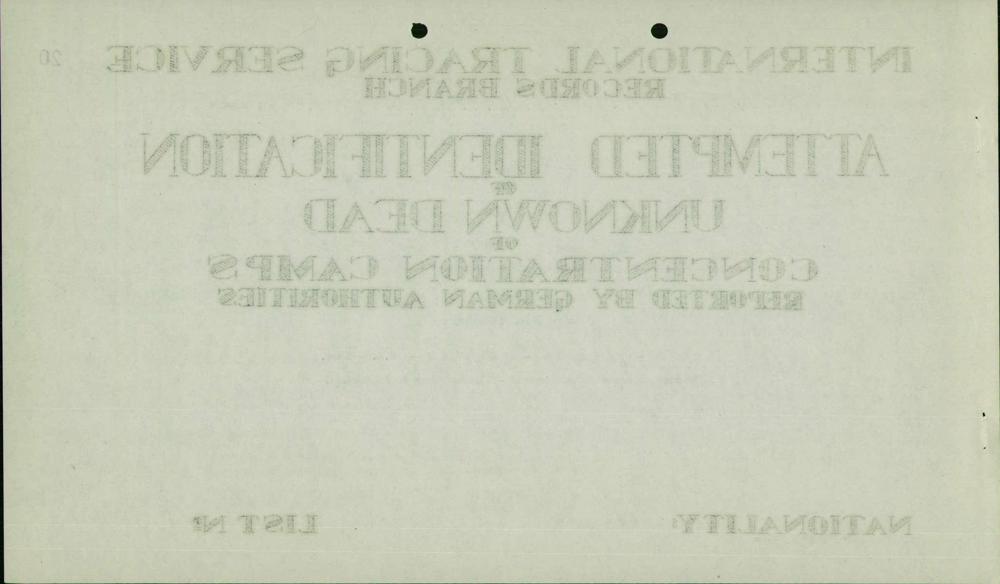 INTERNATIONAL TRACING SERVICE 20
RECORDS BRANCH
ATTEMPTED IDENTIFICATION
OF
UNKNOWN DEAD
OF
CONCENTRATION CAMPS
REPORTED BY GERMAN AUTHORITIES
NATIONALITY: LIST Nº